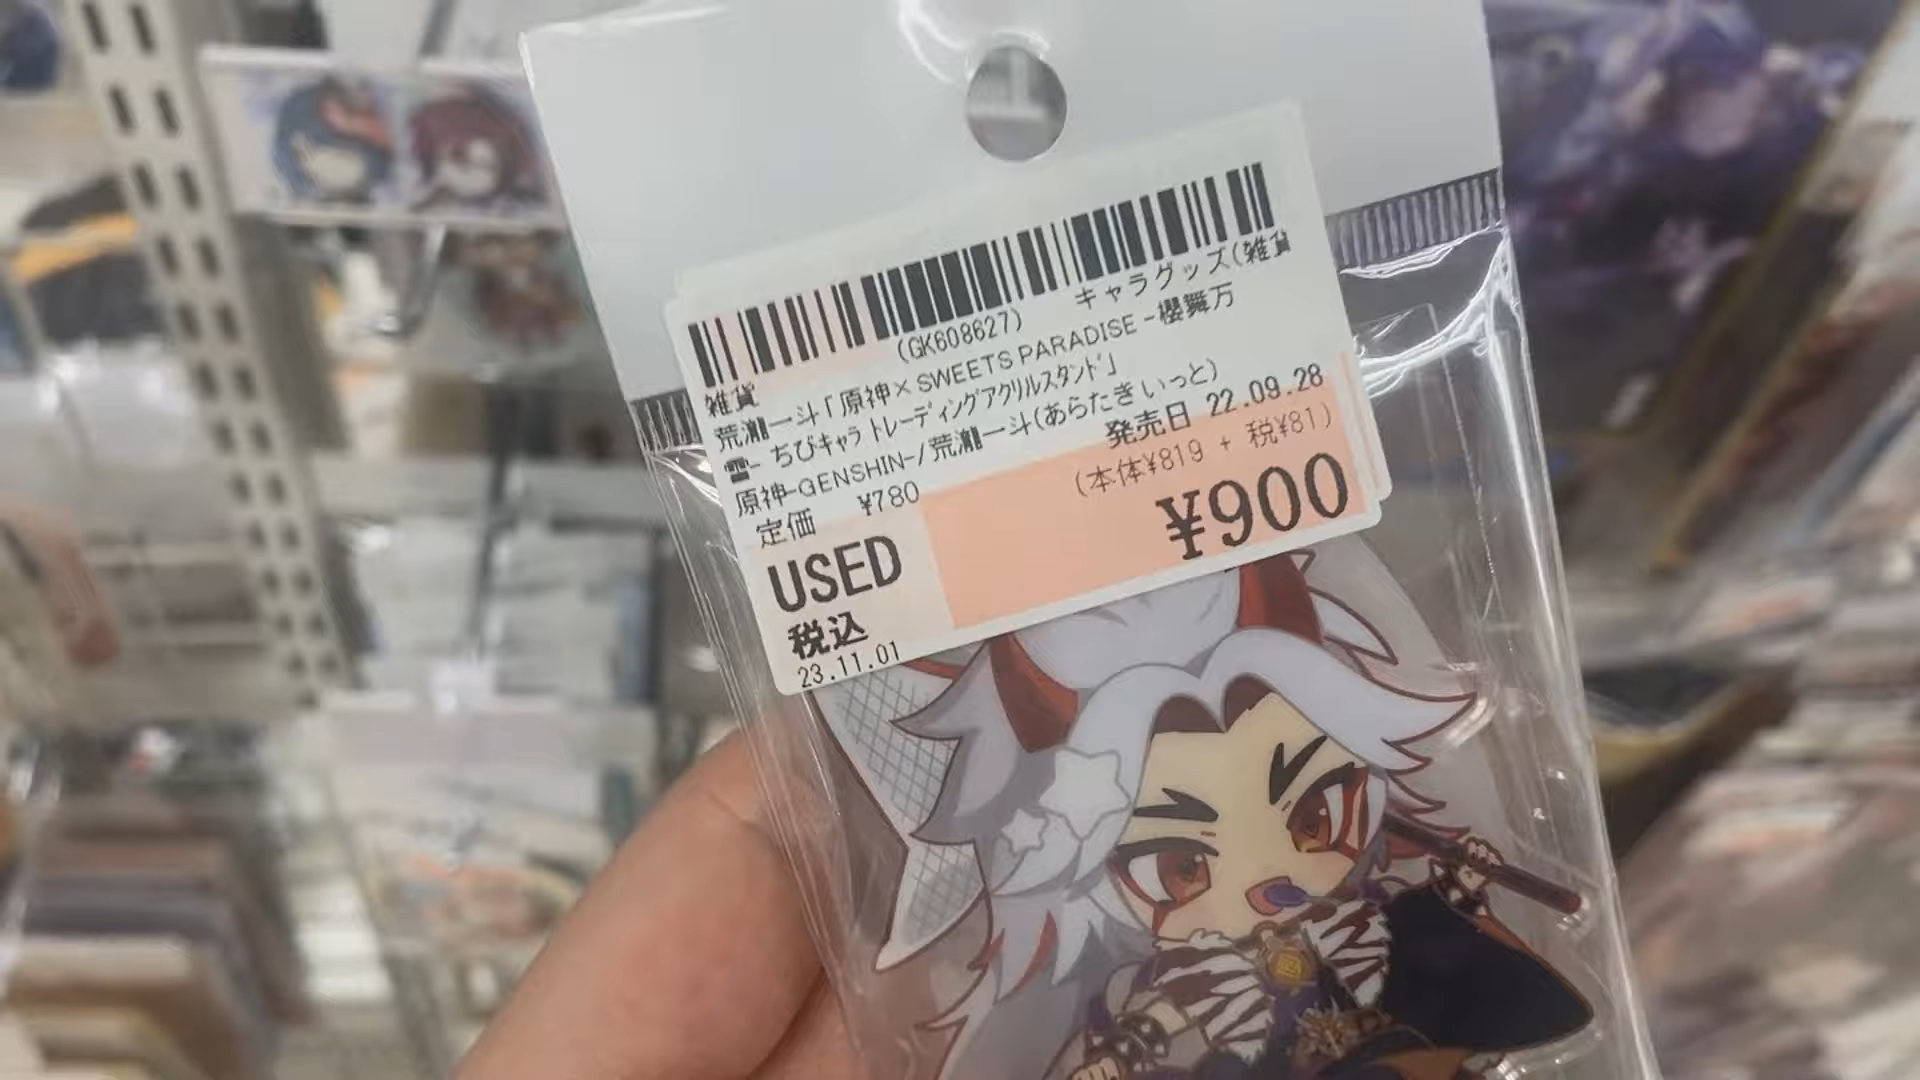 (GK608627) キャラグッズ(雑貨
雑貨
荒瀧一斗「原神× SWEETS PARADISE -櫻舞万
雪- ちびキャラ トレーディングアクリルスタンド」
原神-GENSHIN-/荒瀧一斗(あらたき いっと)
定価 ¥780 発売日 22.09.28
(本体¥819 + 税¥81)
USED ¥900
税込
23.11.01